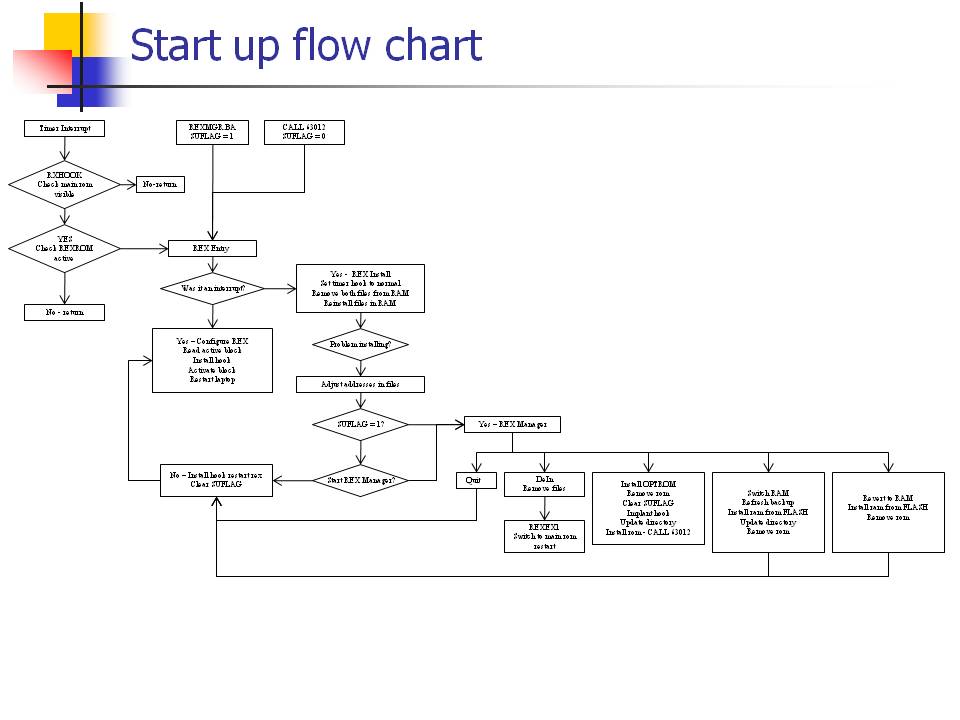 Start up flow chart
Timer Interrupt
REXMGR.BA
SUFLAG = 1
CALL 63012
SUFLAG = 0
RXHOOK
Check main rom
visible
No-return
YES
Check REXROM
active
REX Entry
No - return
Was it an interrupt?
Yes - REX Install
Set timer hook to normal
Remove both files from RAM
Reinstall files in RAM
Yes – Configure REX
Read active block
Install hook
Activate block
Restart laptop
Problem installing?
Adjust addresses in files
SUFLAG = 1?
Yes – REX Manager
No – Install hook restart rex
Clear SUFLAG
Start REX Manager?
Quit
DeIn
Remove files
REXEXI
Switch to main rom
restart
Install OPTROM
Remove rom
Clear SUFLAG
Implant hook
Update directory
Install rom - CALL 63012
Switch RAM
Refresh backup
Install ram from FLASH
Update directory
Remove rom
Revert to RAM
Install ram from FLASH
Remove rom